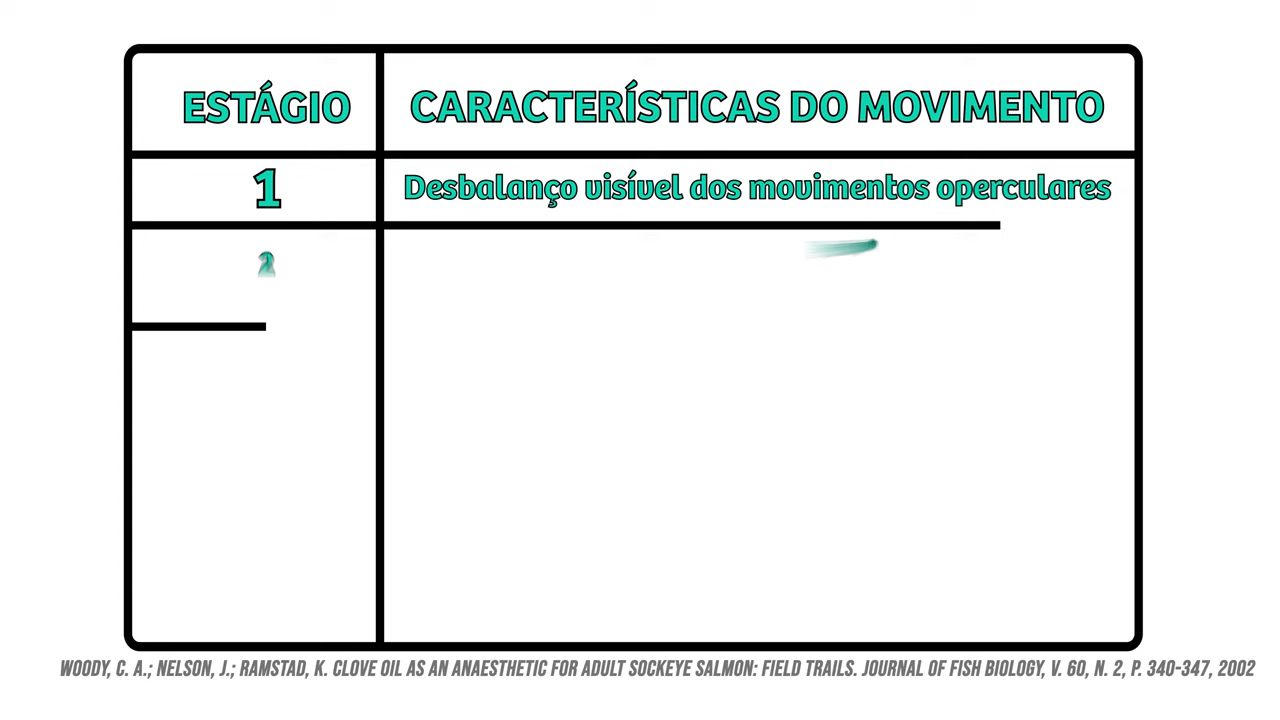 ESTÁGIO CARACTERÍSTICAS DO MOVIMENTO
1 Desbalanço visível dos movimentos operculares
2
WOODY, C. A.; NELSON, J.; RAMSTAD, K. CLOVE OIL AS AN ANAESTHETIC FOR ADULT SOCKEYE SALMON: FIELD TRAILS. JOURNAL OF FISH BIOLOGY, V. 60, N. 2, P. 340-347, 2002